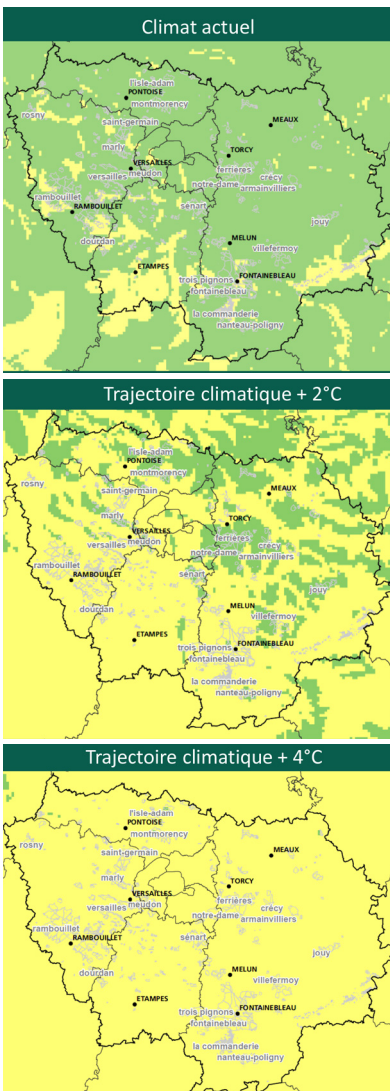 Climat actuel
l'isle-adam
PONTOISE
montmorency
rosny
saint-germain
MEAUX
marly
TORCY
VERSAILLES
ferrières
versailles meudon
crécy
notre-dame
armainvilliers
rambouillet
RAMBOUILLET
sénart
jouy
dourdan
MELUN
villefermoy
ETAMPES
trois pignons
FONTAINEBLEAU
fontainebleau
la commanderie
nanteau-poligny
Trajectoire climatique + 2°C
l'isle-adam
PONTOISE
montmorency
rosny
saint-germain
MEAUX
marly
TORCY
VERSAILLES
ferrières
versailles meudon
crécy
notre-dame
armainvilliers
rambouillet
RAMBOUILLET
sénart
jouy
dourdan
MELUN
villefermoy
ETAMPES
trois pignons
FONTAINEBLEAU
fontainebleau
la commanderie
nanteau-poligny
Trajectoire climatique + 4°C
l'isle-adam
PONTOISE
montmorency
rosny
saint-germain
MEAUX
marly
TORCY
VERSAILLES
ferrières
versailles meudon
crécy
notre-dame
armainvilliers
rambouillet
RAMBOUILLET
sénart
jouy
dourdan
MELUN
villefermoy
ETAMPES
trois pignons
FONTAINEBLEAU
fontainebleau
la commanderie
nanteau-poligny